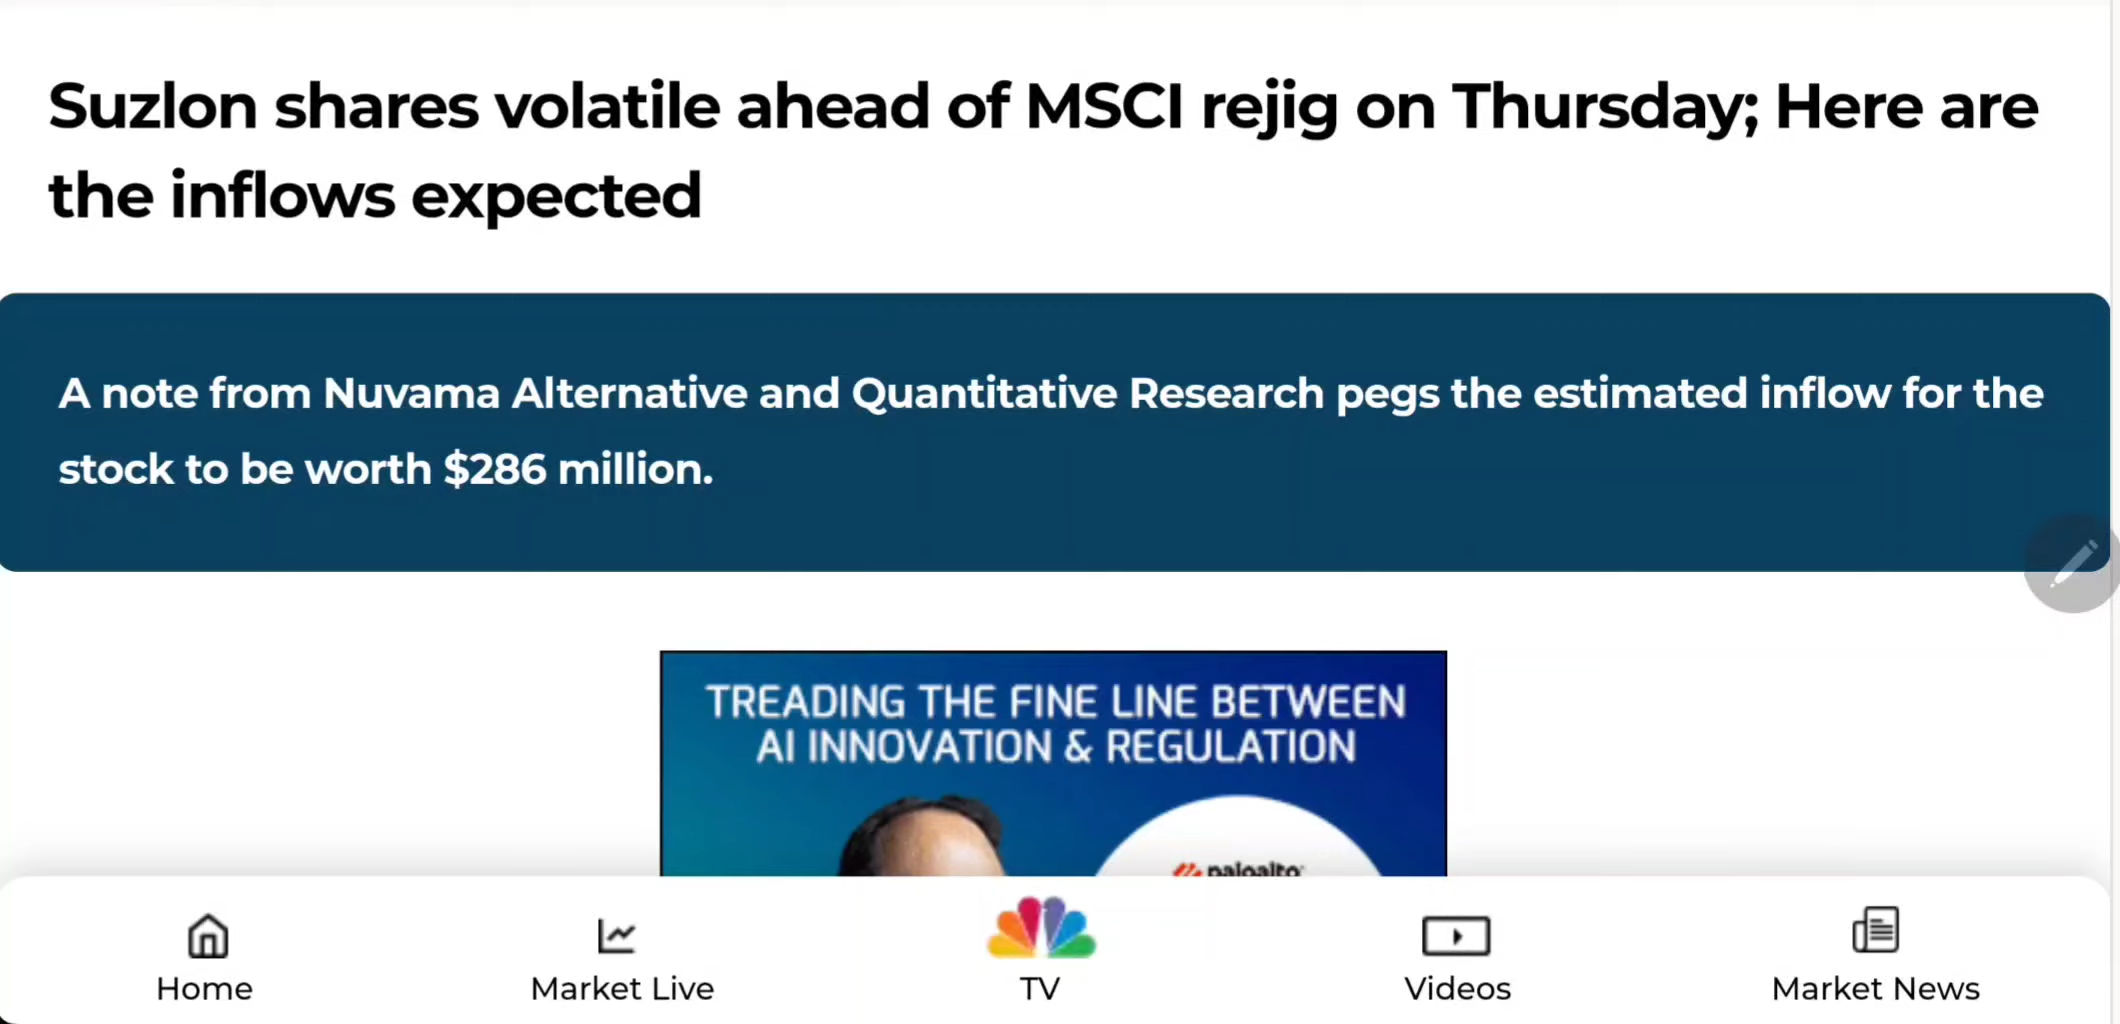 Suzlon shares volatile ahead of MSCI rejig on Thursday; Here are
the inflows expected
A note from Nuvama Alternative and Quantitative Research pegs the estimated inflow for the
stock to be worth $286 million.
TREADING THE FINE LINE BETWEEN
AI INNOVATION & REGULATION
paloalto
Home
Market Live
TV
Videos
Market News